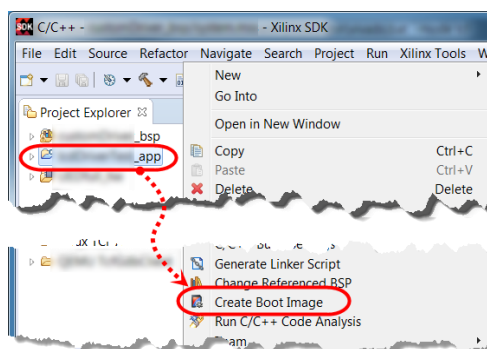 SDK C/C++ - - Xilinx SDK
File Edit Source Refactor Navigate Search Project Run Xilinx Tools
Project Explorer
_bsp
_app
New
Go Into
Open in New Window
Copy Ctrl+C
Paste Ctrl+V
Delete Delete
Generate Linker Script
Change Referenced BSP
Create Boot Image
Run C/C++ Code Analysis
Team